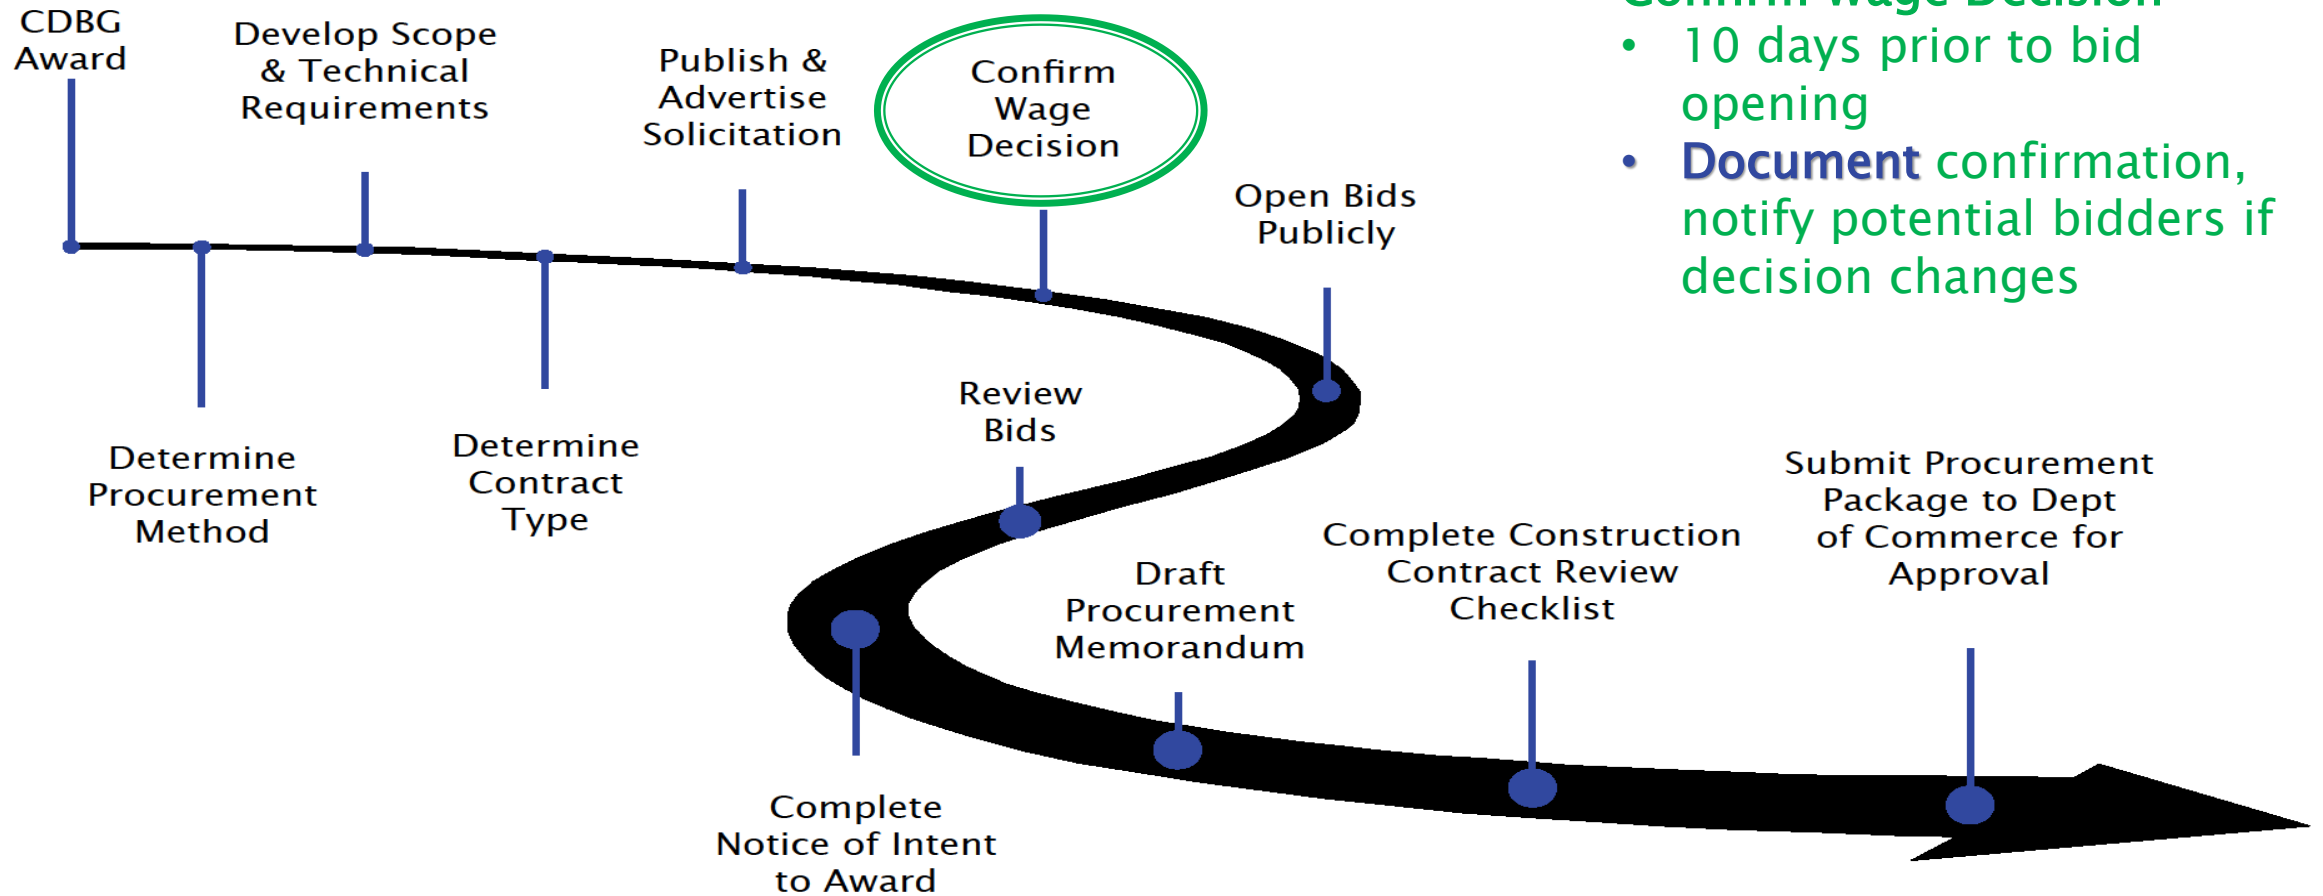 CDBG
Award
Develop Scope
& Technical
Requirements
Publish &
Advertise
Solicitation
Confirm
Wage
Decision
Open Bids
Publicly
Confirm Wage Decision
• 10 days prior to bid
opening
• Document confirmation,
notify potential bidders if
decision changes
Determine
Procurement
Method
Determine
Contract
Type
Review
Bids
Complete
Notice of Intent
to Award
Draft
Procurement
Memorandum
Complete Construction
Contract Review
Checklist
Submit Procurement
Package to Dept
of Commerce for
Approval